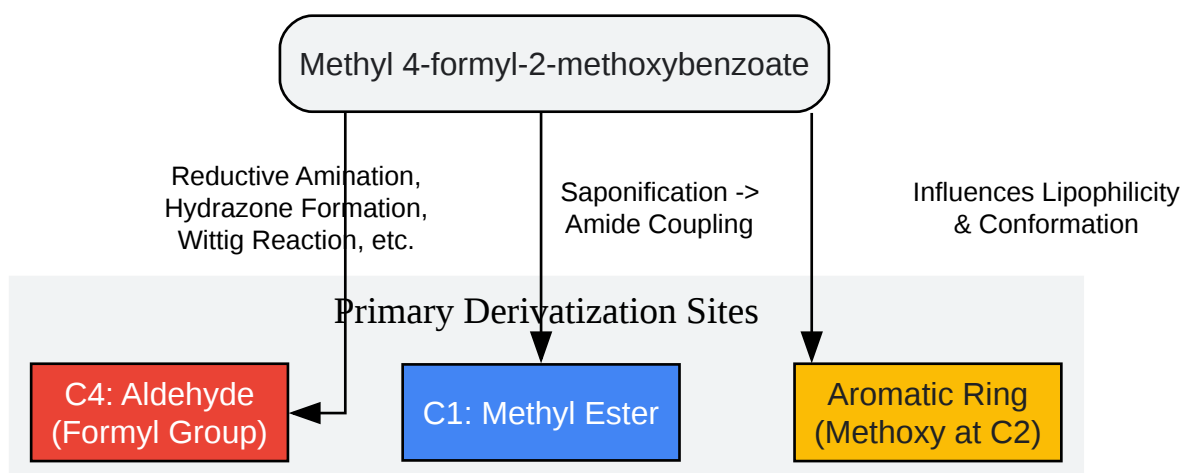 Methyl 4-formyl-2-methoxybenzoate
Reductive Amination,
Hydrazone Formation,
Wittig Reaction, etc.
Saponification ->
Amide Coupling
Influences Lipophilicity
& Conformation
Primary Derivatization Sites
C4: Aldehyde
(Formyl Group)
C1: Methyl Ester
Aromatic Ring
(Methoxy at C2)